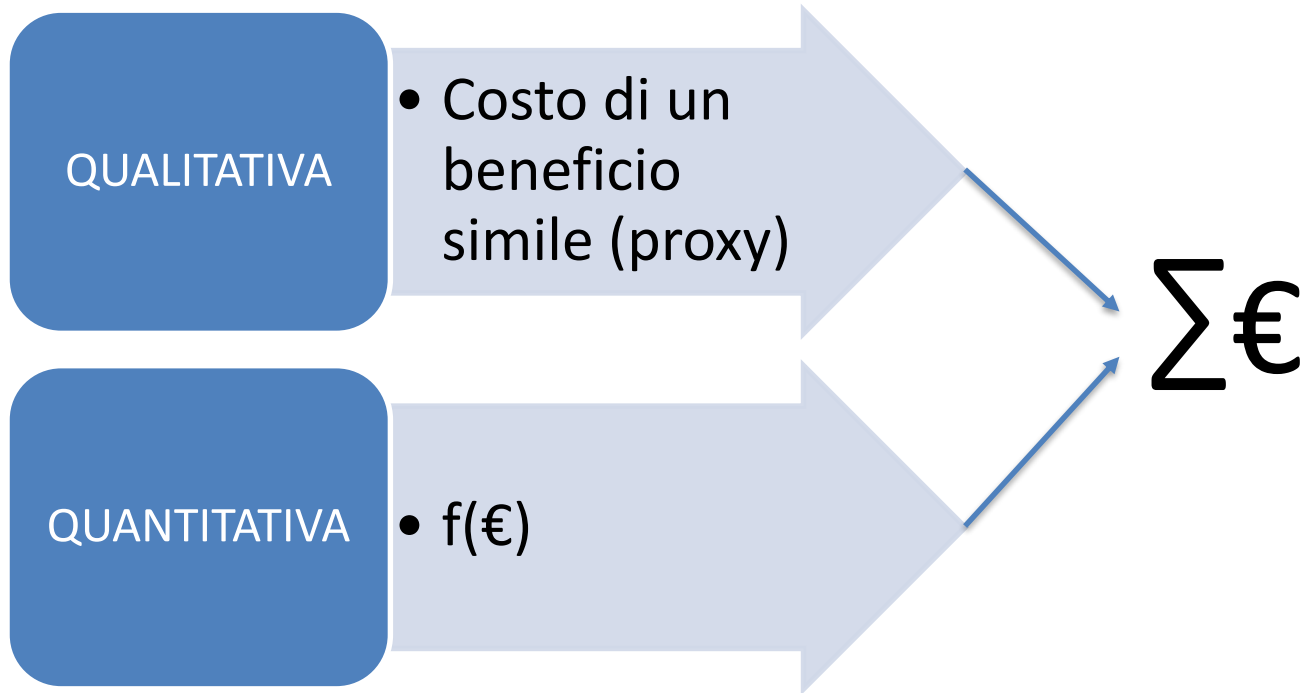 QUALITATIVA
• Costo di un
beneficio
simile (proxy)
QUANTITATIVA
• f(€)
∑€